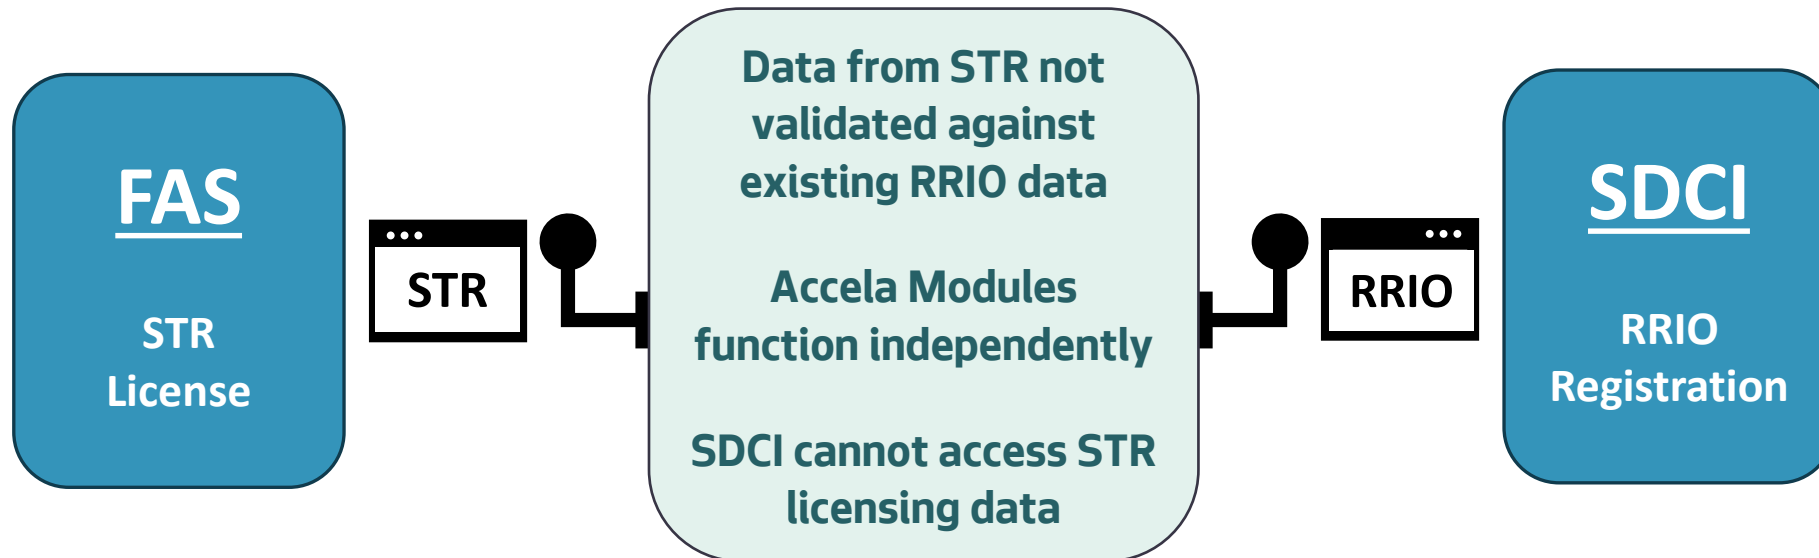 FAS
STR
License
STR
Data from STR not
validated against
existing RRIO data
Accela Modules
function independently
SDCI cannot access STR
licensing data
RRIO
SDCI
RRIO
Registration